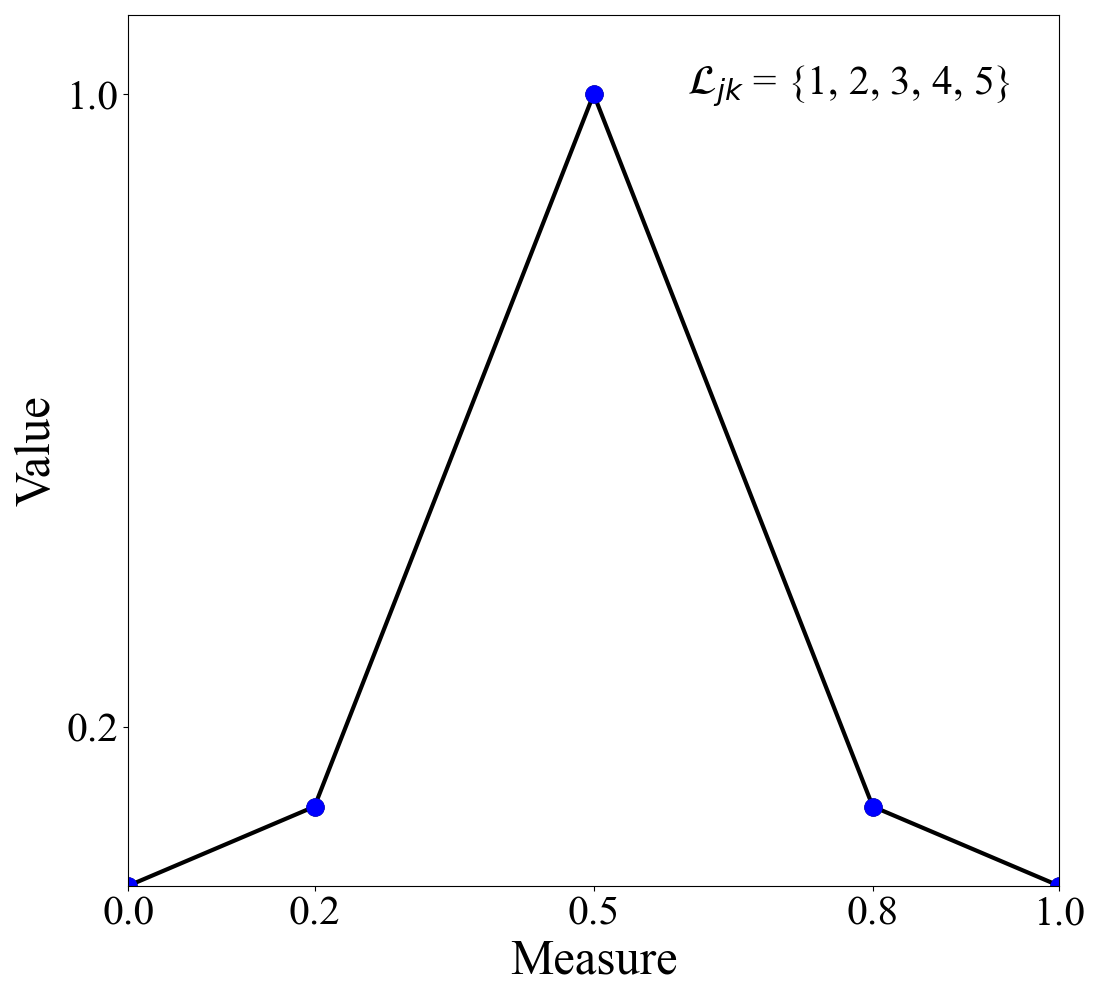 1.0
ℒjk = {1, 2, 3, 4, 5}
Value
0.2
0.0 0.2 0.5 0.8 1.0
Measure